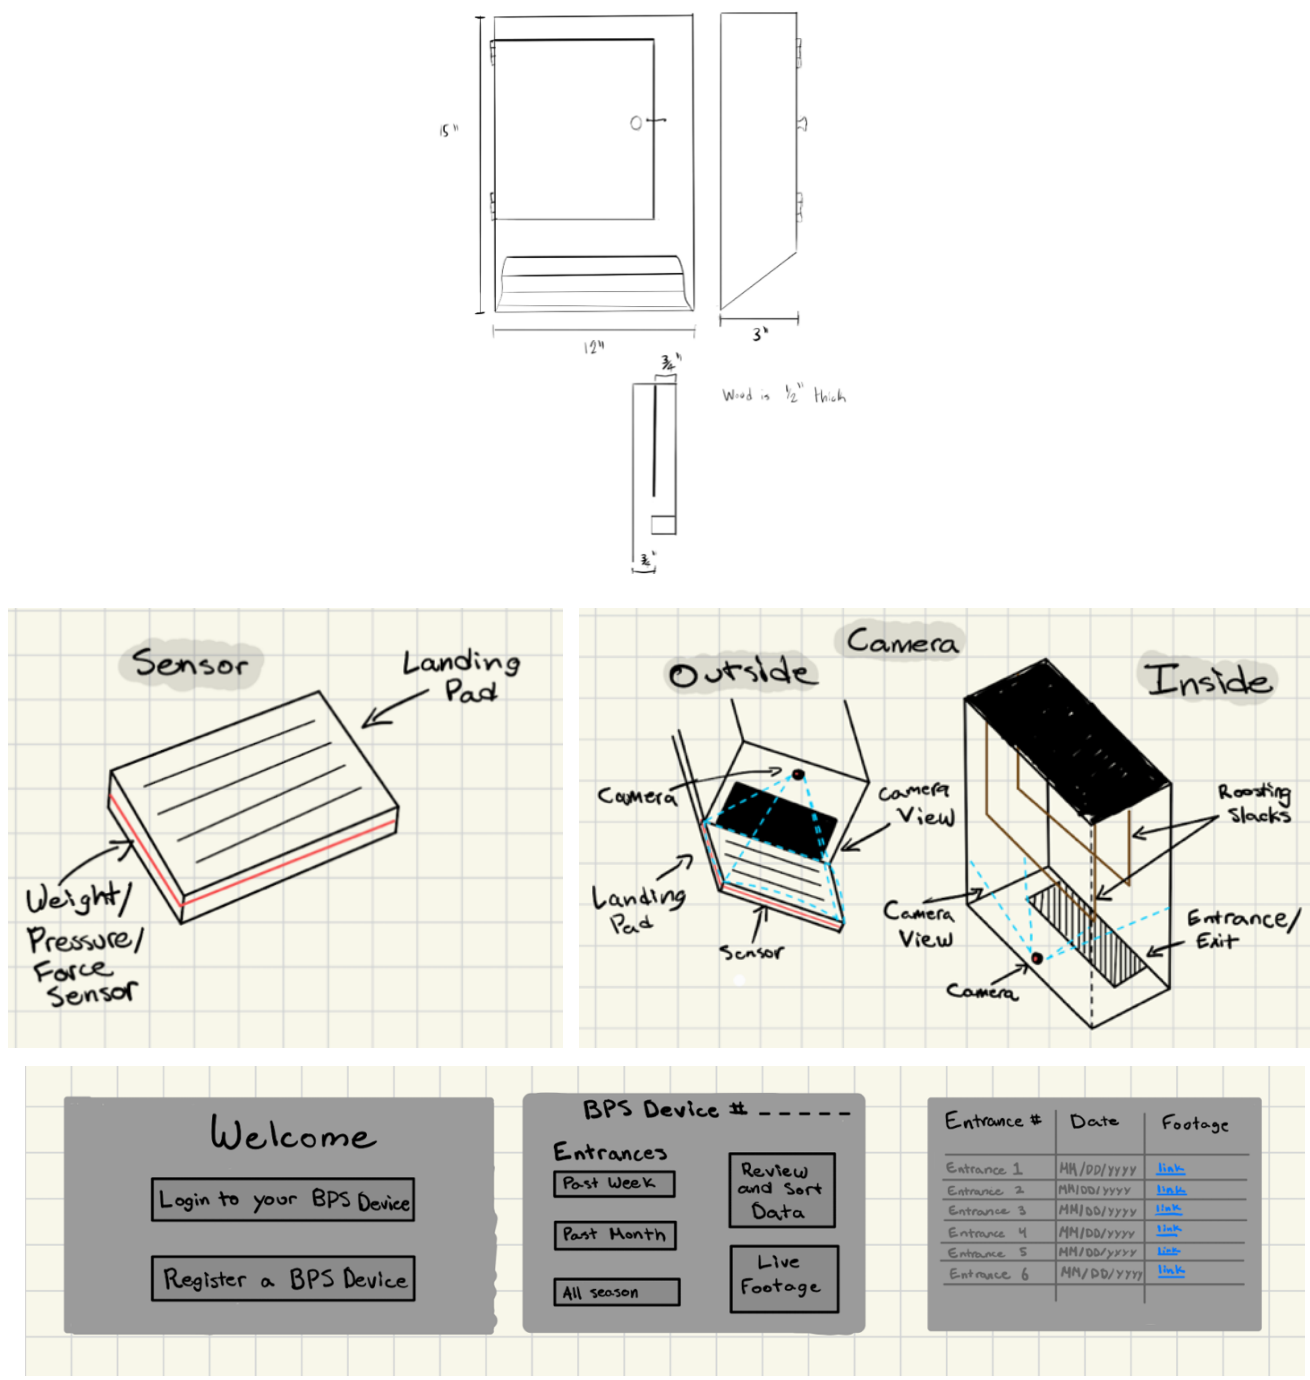 15"
12"
3"
3/4"
Wood is 1/2" thick
3/4"
Sensor
Landing
Pad
Weight/
Pressure/
Force
Sensor
Camera
Outside
Inside
Camera
Camera
View
Landing
Pad
Sensor
Roosting
Slacks
Camera
View
Entrance/
Exit
Camera
Welcome
Login to your BPS Device
Register a BPS Device
BPS Device # _ _ _ _ _
Entrances
Past Week
Past Month
All season
Review
and Sort
Data
Live
Footage
Entrance # Date Footage
Entrance 1 MM/DD/YYYY link
Entrance 2 MM/DD/YYYY link
Entrance 3 MM/DD/YYYY link
Entrance 4 MM/DD/YYYY link
Entrance 5 MM/DD/YYYY link
Entrance 6 MM/DD/YYYY link